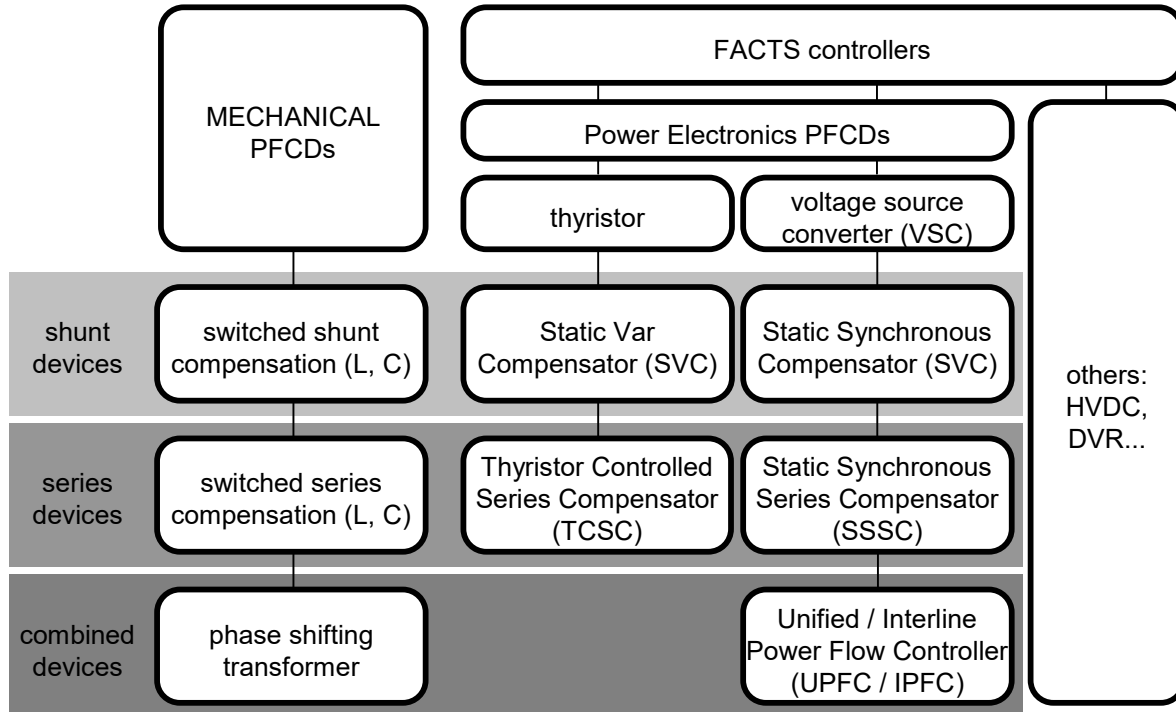 FACTS controllers
MECHANICAL
PFCDs
Power Electronics PFCDs
thyristor
voltage source
converter (VSC)
others:
HVDC,
DVR...
shunt
devices
switched shunt
compensation (L, C)
Static Var
Compensator (SVC)
Static Synchronous
Compensator (SVC)
series
devices
switched series
compensation (L, C)
Thyristor Controlled
Series Compensator
(TCSC)
Static Synchronous
Series Compensator
(SSSC)
combined
devices
phase shifting
transformer
Unified / Interline
Power Flow Controller
(UPFC / IPFC)